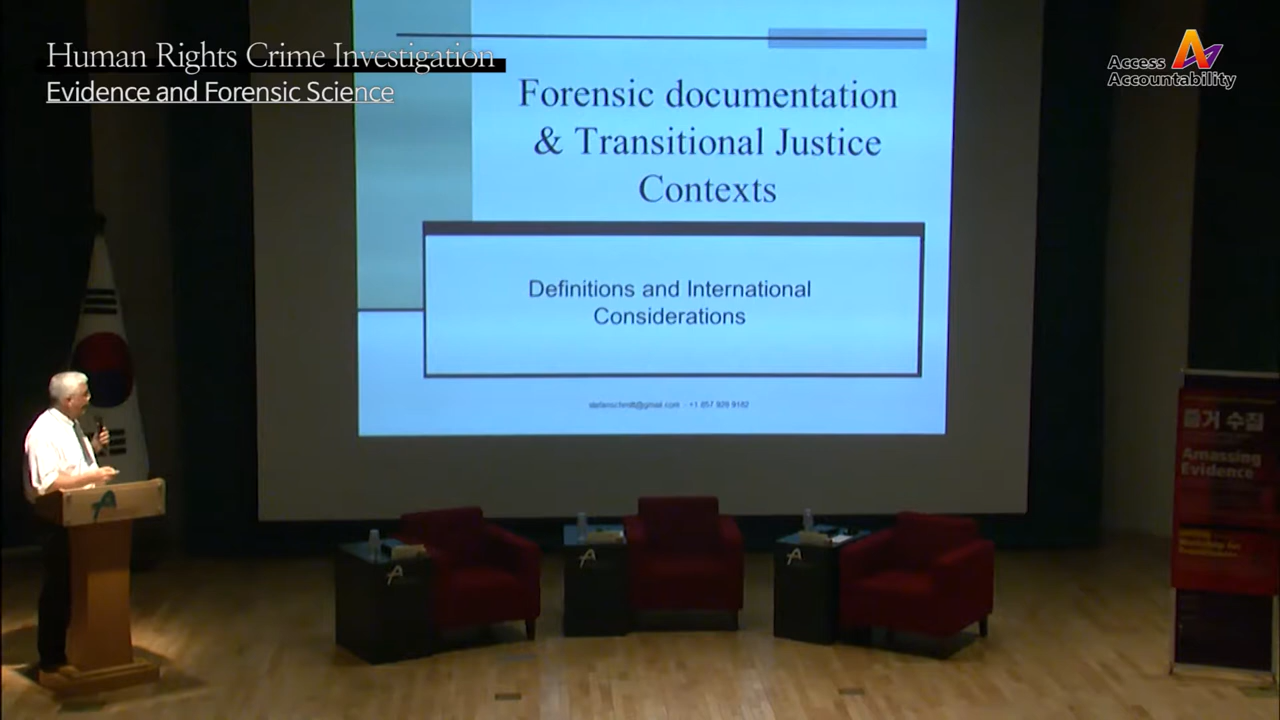 Human Rights Crime Investigation
Evidence and Forensic Science
Access
Accountability
Forensic documentation
& Transitional Justice
Contexts
Definitions and International
Considerations
증거 수집
Amassing
Evidence